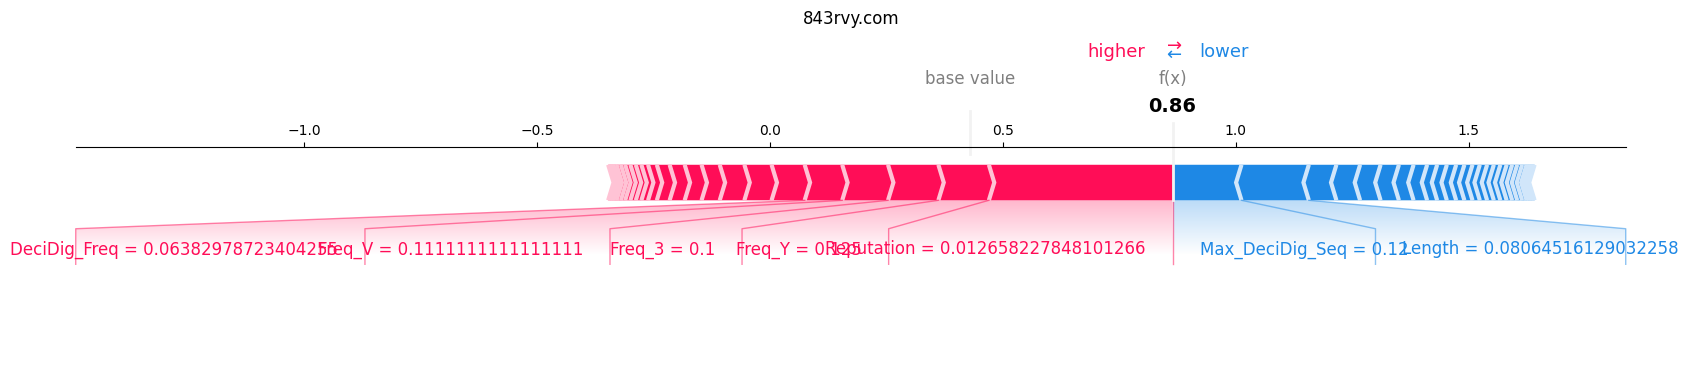 843rvy.com
higher ⇄ lower
base value f(x)
0.86
−1.0 −0.5 0.0 0.5 1.0 1.5
DeciDig_Freq = 0.06382978723404255 Freq_V = 0.1111111111111111 Freq_3 = 0.1 Freq_Y = 0.125 Reputation = 0.012658227848101266 Max_DeciDig_Seq = 0.12 Length = 0.08064516129032258